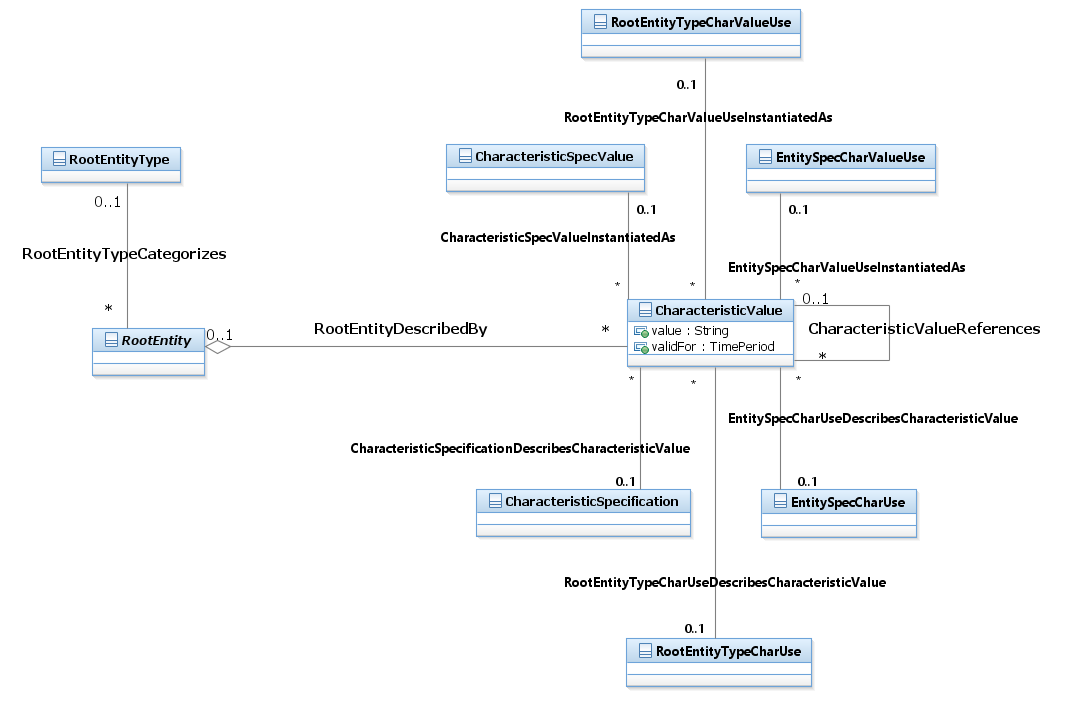 RootEntityTypeCharValueUse
0..1
RootEntityTypeCharValueUseInstantiatedAs
RootEntityType
CharacteristicSpecValue
EntitySpecCharValueUse
0..1
0..1
0..1
CharacteristicSpecValueInstantiatedAs
RootEntityTypeCategorizes
EntitySpecCharValueUseInstantiatedAs
*
*
*
*
CharacteristicValue
value : String
validFor : TimePeriod
0..1
CharacteristicValueReferences
*
RootEntity
0..1
RootEntityDescribedBy
*
*
*
*
EntitySpecCharUseDescribesCharacteristicValue
CharacteristicSpecificationDescribesCharacteristicValue
0..1
0..1
CharacteristicSpecification
EntitySpecCharUse
RootEntityTypeCharUseDescribesCharacteristicValue
0..1
RootEntityTypeCharUse